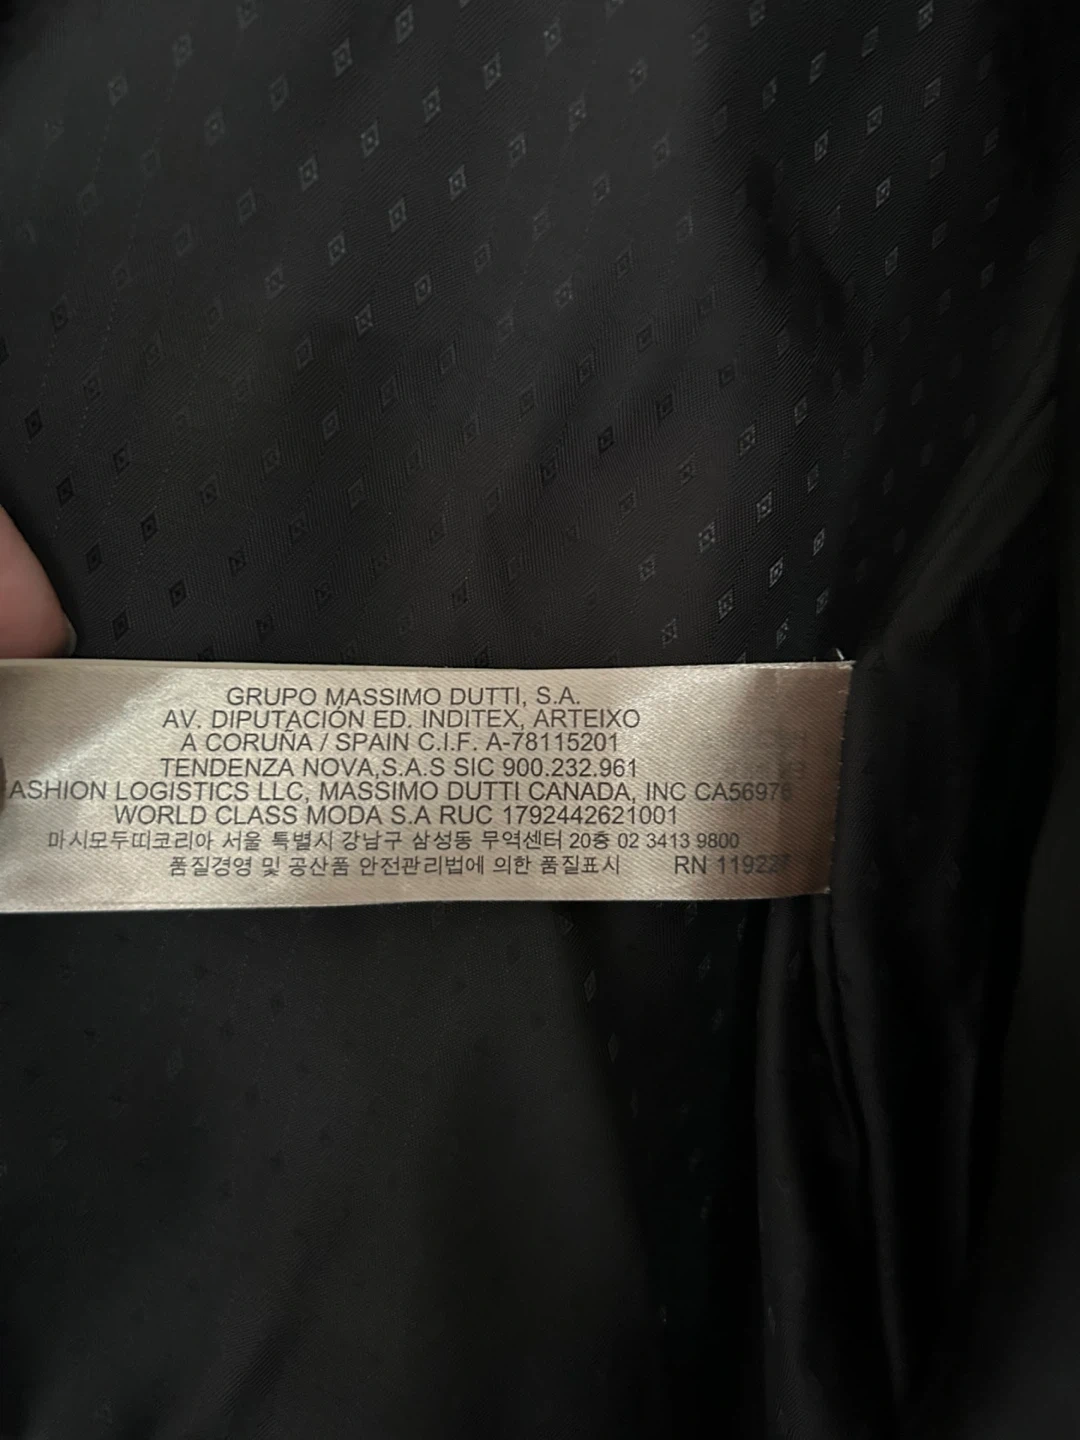 GRUPO MASSIMO DUTTI, S.A.
AV. DIPUTACIÓN ED. INDITEX, ARTEIXO
A CORUÑA / SPAIN C.I.F. A-78115201
TENDENZA NOVA,S.A.S SIC 900.232.961
ASHION LOGISTICS LLC, MASSIMO DUTTI CANADA, INC CA56976
WORLD CLASS MODA S.A RUC 1792442621001
마시모두띠코리아 서울 특별시 강남구 삼성동 무역센터 20층 02 3413 9800
품질경영 및 공산품 안전관리법에 의한 품질표시 RN 119227